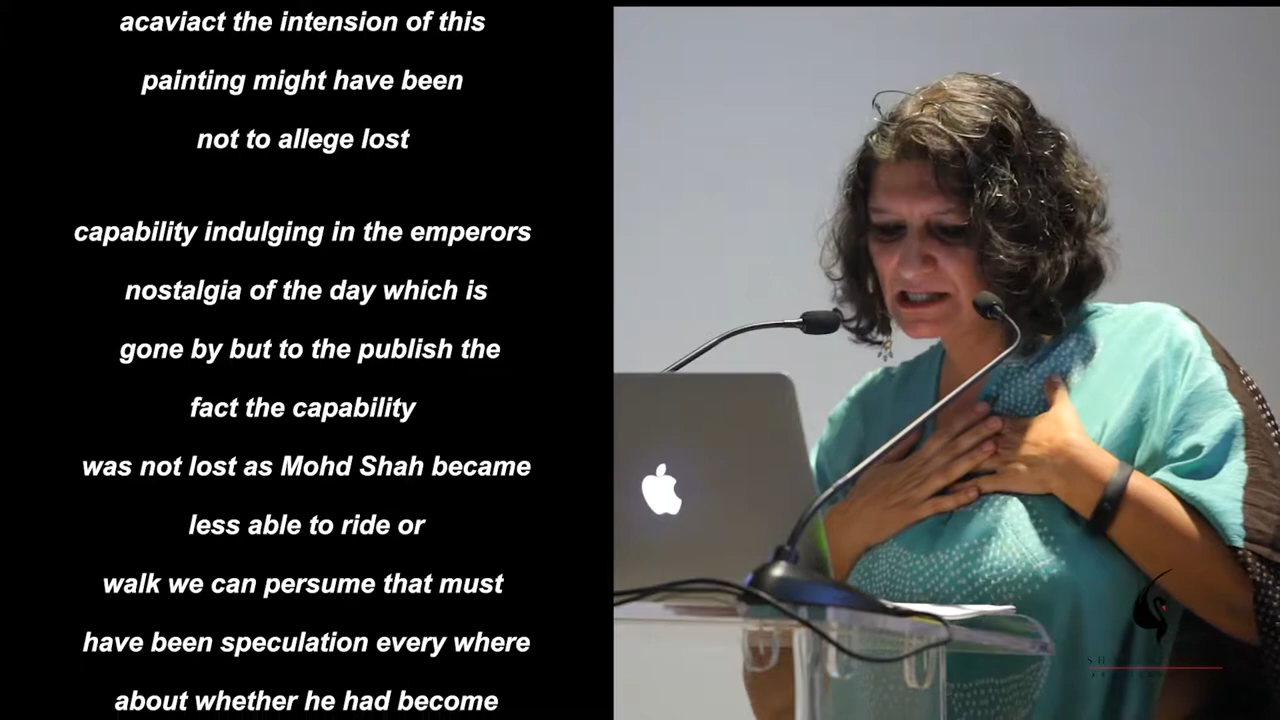 acaviact the intension of this
painting might have been
not to allege lost
capability indulging in the emperors
nostalgia of the day which is
gone by but to the publish the
fact the capability
was not lost as Mohd Shah became
less able to ride or
walk we can persume that must
have been speculation every where
about whether he had become